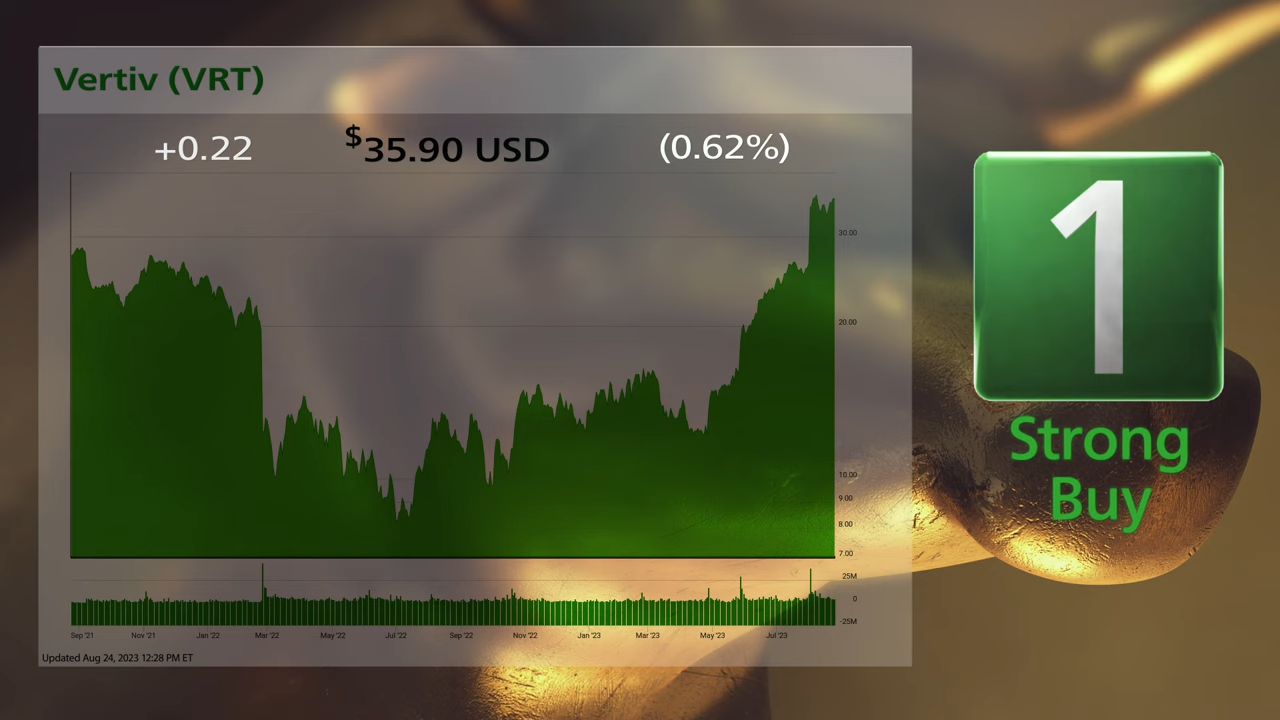 Vertiv (VRT)
+0.22 $35.90 USD (0.62%)
30.00
20.00
10.00
9.00
8.00
7.00
25M
0
-25M
Sep '21 Nov '21 Jan '22 Mar '22 May '22 Jul '22 Sep '22 Nov '22 Jan '23 Mar '23 May '23 Jul '23
Updated Aug 24, 2023 12:28 PM ET
1
Strong
Buy